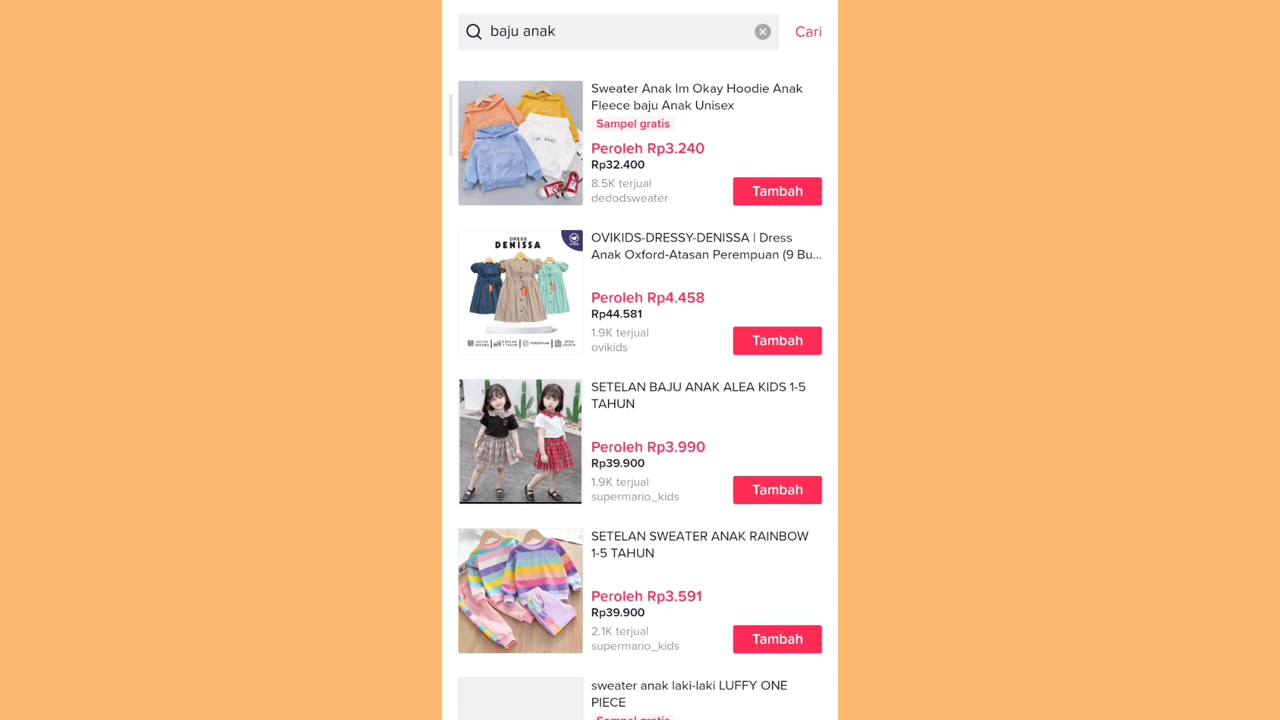 baju anak
Cari
Sweater Anak Im Okay Hoodie Anak
Fleece baju Anak Unisex
Sampel gratis
Peroleh Rp3.240
Rp32.400
8.5K terjual
dedodsweater
Tambah
DRESS
DENISSA
OVIKIDS-DRESSY-DENISSA | Dress
Anak Oxford-Atasan Perempuan (9 Bu...
Peroleh Rp4.458
Rp44.581
1.9K terjual
ovikids
Tambah
SETELAN BAJU ANAK ALEA KIDS 1-5
TAHUN
Peroleh Rp3.990
Rp39.900
1.9K terjual
supermario_kids
Tambah
SETELAN SWEATER ANAK RAINBOW
1-5 TAHUN
Peroleh Rp3.591
Rp39.900
2.1K terjual
supermario_kids
Tambah
sweater anak laki-laki LUFFY ONE
PIECE
Sampel gratis